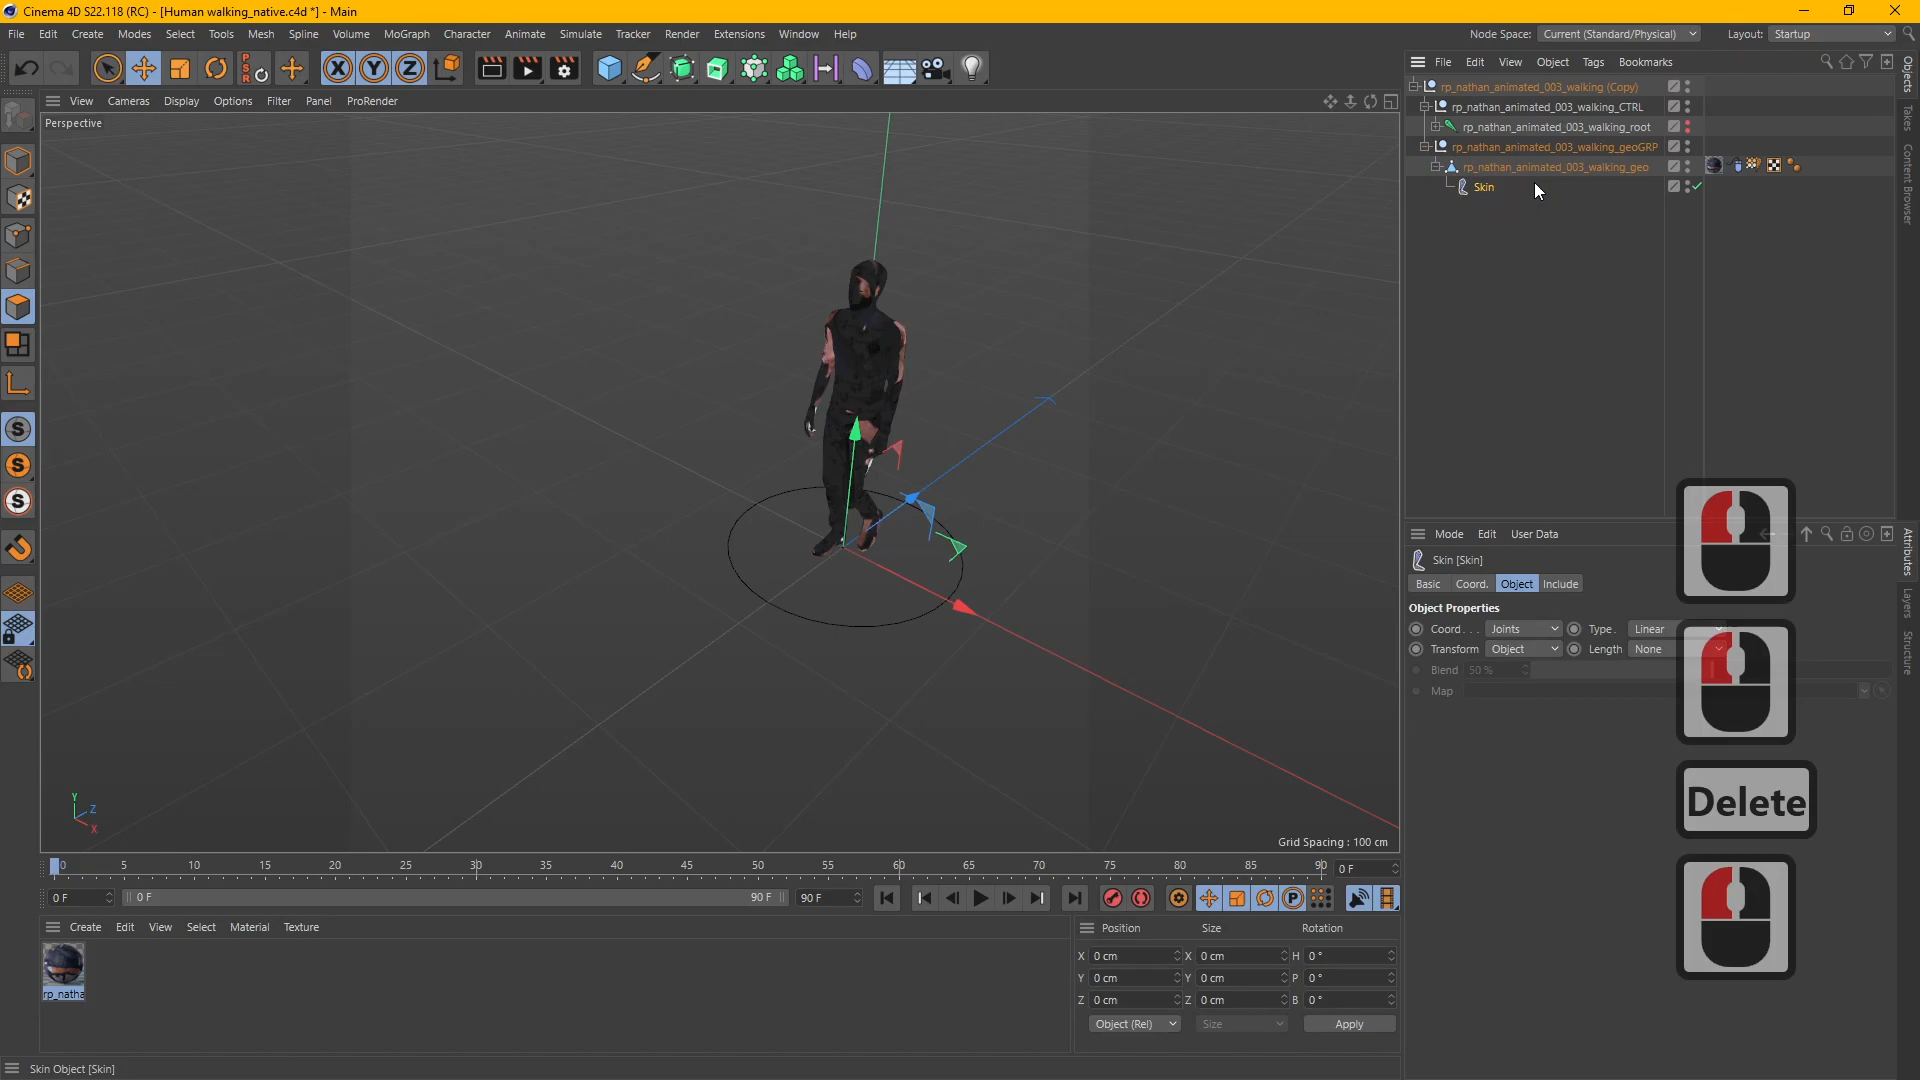 Cinema 4D S22.118 (RC) - [Human walking_native.c4d *] - Main
File Edit Create Modes Select Tools Mesh Spline Volume MoGraph Character Animate Simulate Tracker Render Extensions Window Help
Node Space: Current (Standard/Physical) Layout: Startup
View Cameras Display Options Filter Panel ProRender
Perspective
File Edit View Object Tags Bookmarks
rp_nathan_animated_003_walking (Copy)
rp_nathan_animated_003_walking_CTRL
rp_nathan_animated_003_walking_root
rp_nathan_animated_003_walking_geoGRP
rp_nathan_animated_003_walking_geo
Skin
Objects
Takes
Content Browser
Mode Edit User Data
Skin [Skin]
Basic Coord. Object Include
Object Properties
Coord. . . . Joints Type . Linear
Transform Object Length None
Blend 50 %
Map
Attributes
Layers
Structure
Delete
Y
Z
X
Grid Spacing : 100 cm
0 5 10 15 20 25 30 35 40 45 50 55 60 65 70 75 80 85 90 0 F
0 F 0 F 90 F 90 F
Create Edit View Select Material Texture
rp_natha
Position Size Rotation
X 0 cm X 0 cm H 0 °
Y 0 cm Y 0 cm P 0 °
Z 0 cm Z 0 cm B 0 °
Object (Rel) Size Apply
Skin Object [Skin]